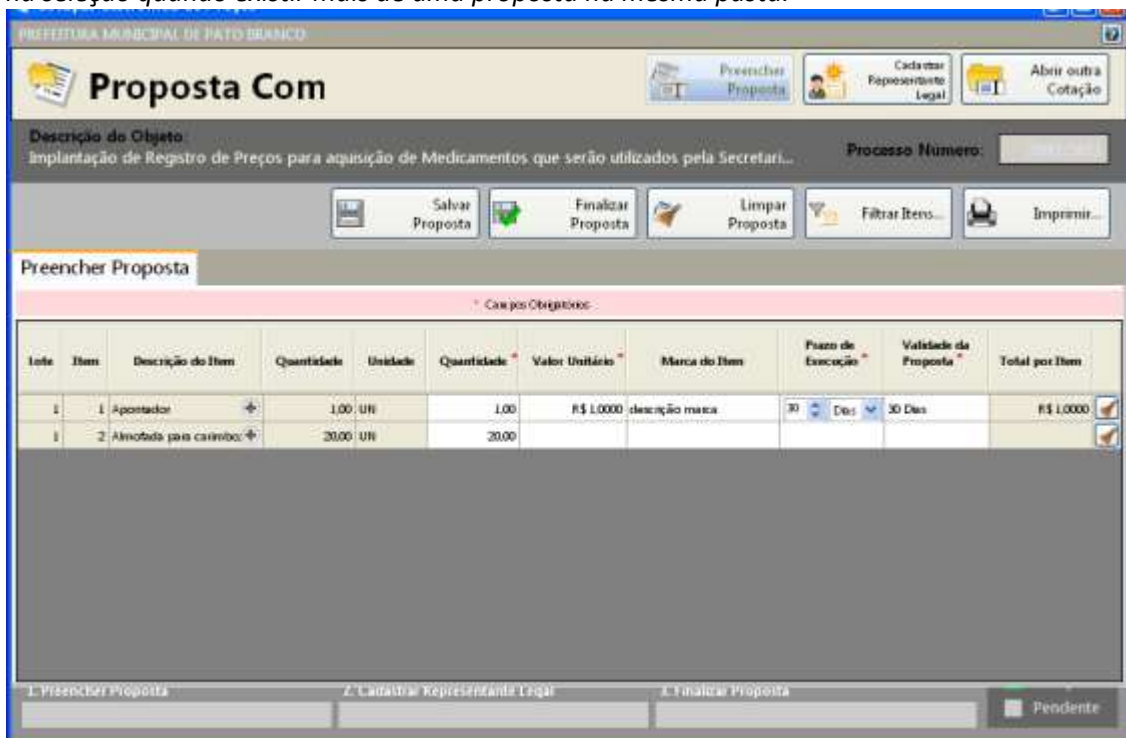 na seleção quando existir mais de uma proposta na mesma pasta.
PREFEITURA MUNICIPAL DE PATO BRANCO
Proposta Com
Preencher
Proposta
Cadastrar
Representante
Legal
Abrir outra
Cotação
Descrição do Objeto:
Implantação de Registro de Preços para aquisição de Medicamentos que serão utilizados pela Secretari...
Processo Numero:
Salvar
Proposta
Finalizar
Proposta
Limpar
Proposta
Filtrar Itens...
Imprimir...
Preencher Proposta
* Campos Obrigatórios
Lote Item Descrição do Item Quantidade Unidade Quantidade * Valor Unitário * Marca do Item Prazo de Execução * Validade da Proposta * Total por Item
1 1 Apontador 1,00 UN 1,00 R$ 1,0000 descrição marca 30 Dias 30 Dias R$ 1,0000
1 2 Almofada para carimbo: 20,00 UN 20,00
1. Preencher Proposta 2. Cadastrar Representante Legal 3. Finalizar Proposta
Pendente